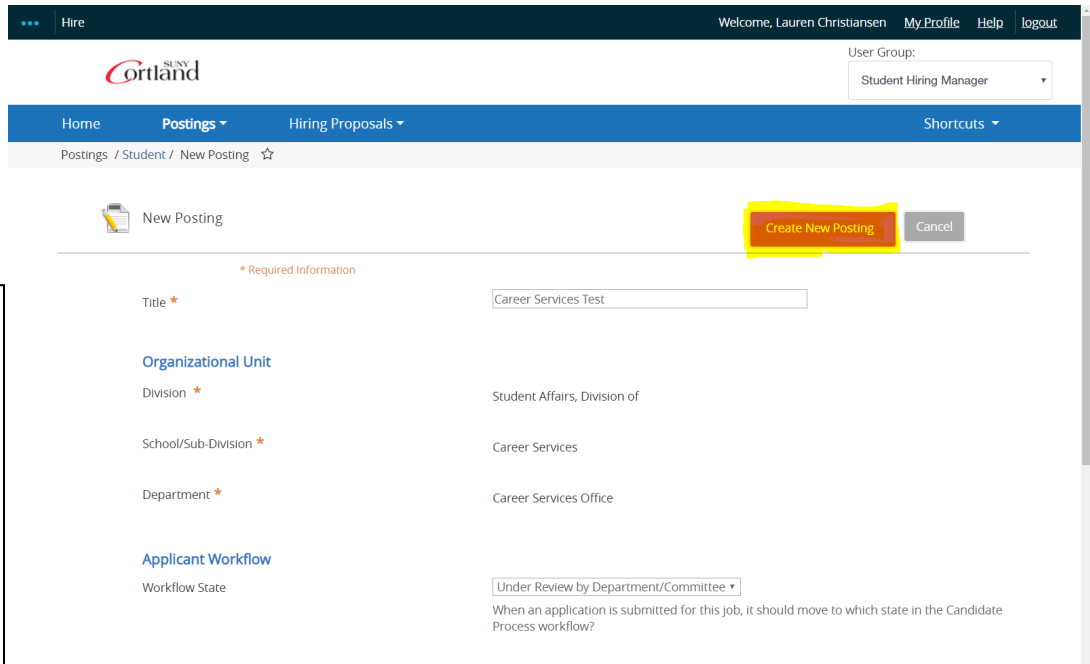 ••• Hire Welcome, Lauren Christiansen My Profile Help logout
SUNY
Cortland
User Group:
Student Hiring Manager
Home Postings Hiring Proposals Shortcuts
Postings / Student / New Posting
New Posting Create New Posting Cancel
* Required Information
Title * Career Services Test
Organizational Unit
Division * Student Affairs, Division of
School/Sub-Division * Career Services
Department * Career Services Office
Applicant Workflow
Workflow State Under Review by Department/Committee
When an application is submitted for this job, it should move to which state in the Candidate
Process workflow?